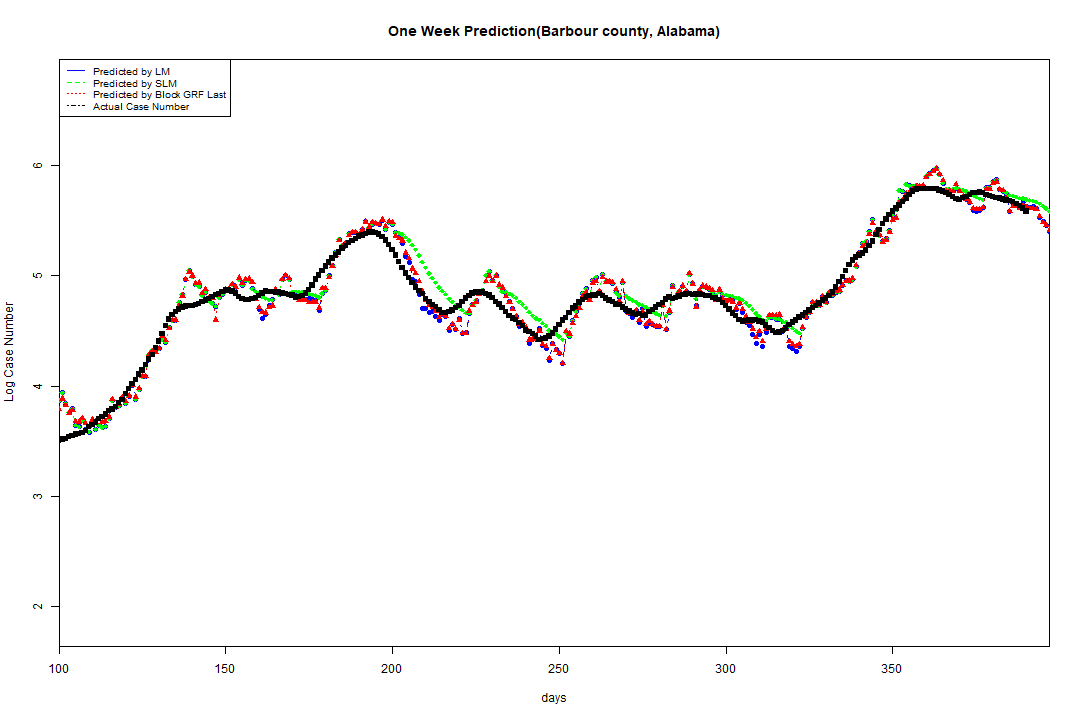 One Week Prediction(Barbour county, Alabama)
Predicted by LM
Predicted by SLM
Predicted by Block GRF Last
Actual Case Number
6
5
4
3
2
Log Case Number
100 150 200 250 300 350
days